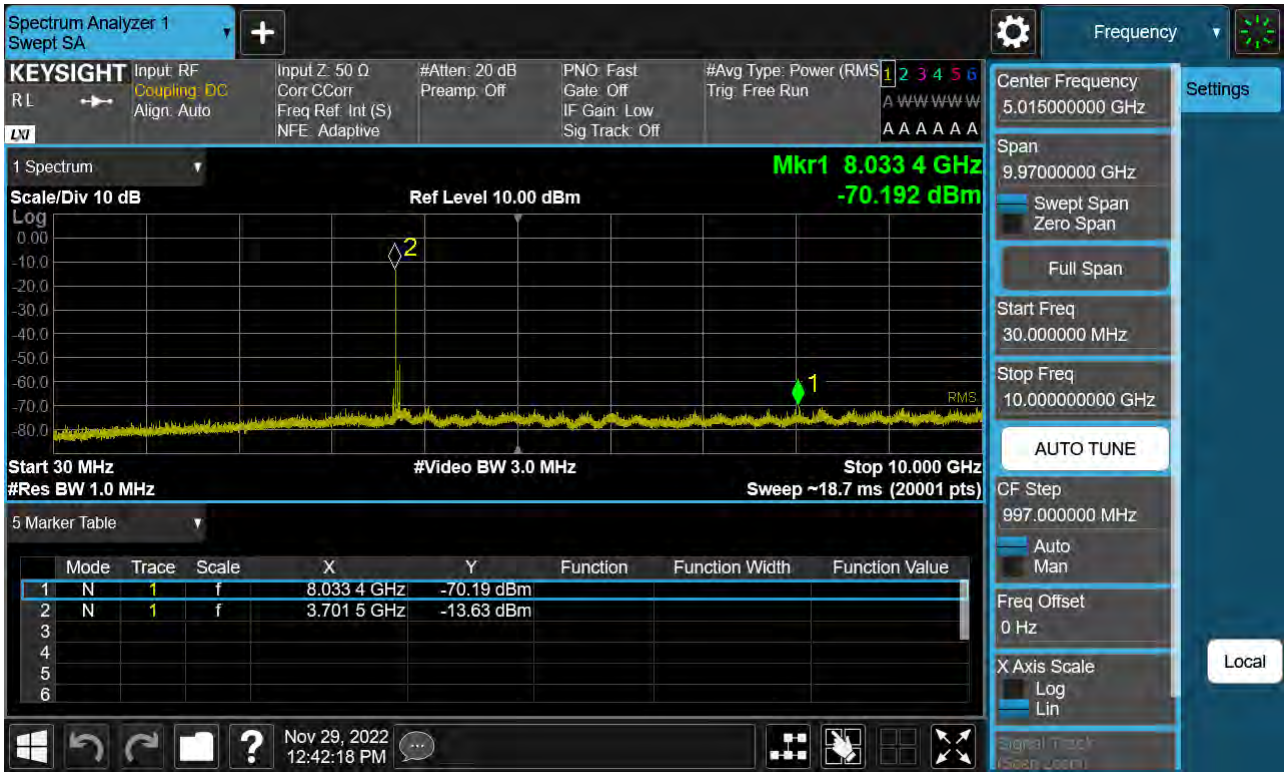 Spectrum Analyzer 1
Swept SA
+
Frequency
KEYSIGHT
RL
LXI
Input: RF
Coupling: DC
Align: Auto
Input Z: 50 Ω
Corr CCorr
Freq Ref: Int (S)
NFE: Adaptive
#Atten: 20 dB
Preamp: Off
PNO: Fast
Gate: Off
IF Gain: Low
Sig Track: Off
#Avg Type: Power (RMS
Trig: Free Run
1 2 3 4 5 6
A W W W W W
A A A A A A
1 Spectrum
Scale/Div 10 dB
Ref Level 10.00 dBm
Mkr1 8.033 4 GHz
-70.192 dBm
Log
0.00
-10.0
-20.0
-30.0
-40.0
-50.0
-60.0
-70.0
-80.0
2
1
RMS
Start 30 MHz
#Video BW 3.0 MHz
Stop 10.000 GHz
#Res BW 1.0 MHz
Sweep ~18.7 ms (20001 pts)
5 Marker Table
Mode Trace Scale X Y Function Function Width Function Value
1 N 1 f 8.033 4 GHz -70.19 dBm
2 N 1 f 3.701 5 GHz -13.63 dBm
3
4
5
6
Nov 29, 2022
12:42:18 PM
?
Center Frequency
5.015000000 GHz
Settings
Span
9.97000000 GHz
Swept Span
Zero Span
Full Span
Start Freq
30.000000 MHz
Stop Freq
10.000000000 GHz
AUTO TUNE
CF Step
997.000000 MHz
Auto
Man
Freq Offset
0 Hz
X Axis Scale
Log
Lin
Local
Signal Track
(Span Zoom)